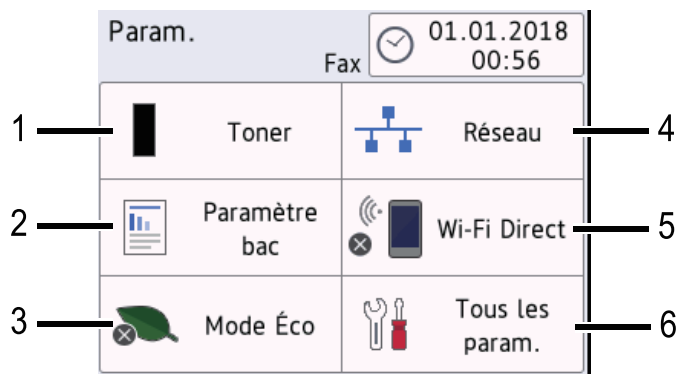 Param.
Fax
01.01.2018
00:56
1
Toner
Réseau
4
2
Paramètre
bac
Wi-Fi Direct
5
3
Mode Éco
Tous les
param.
6